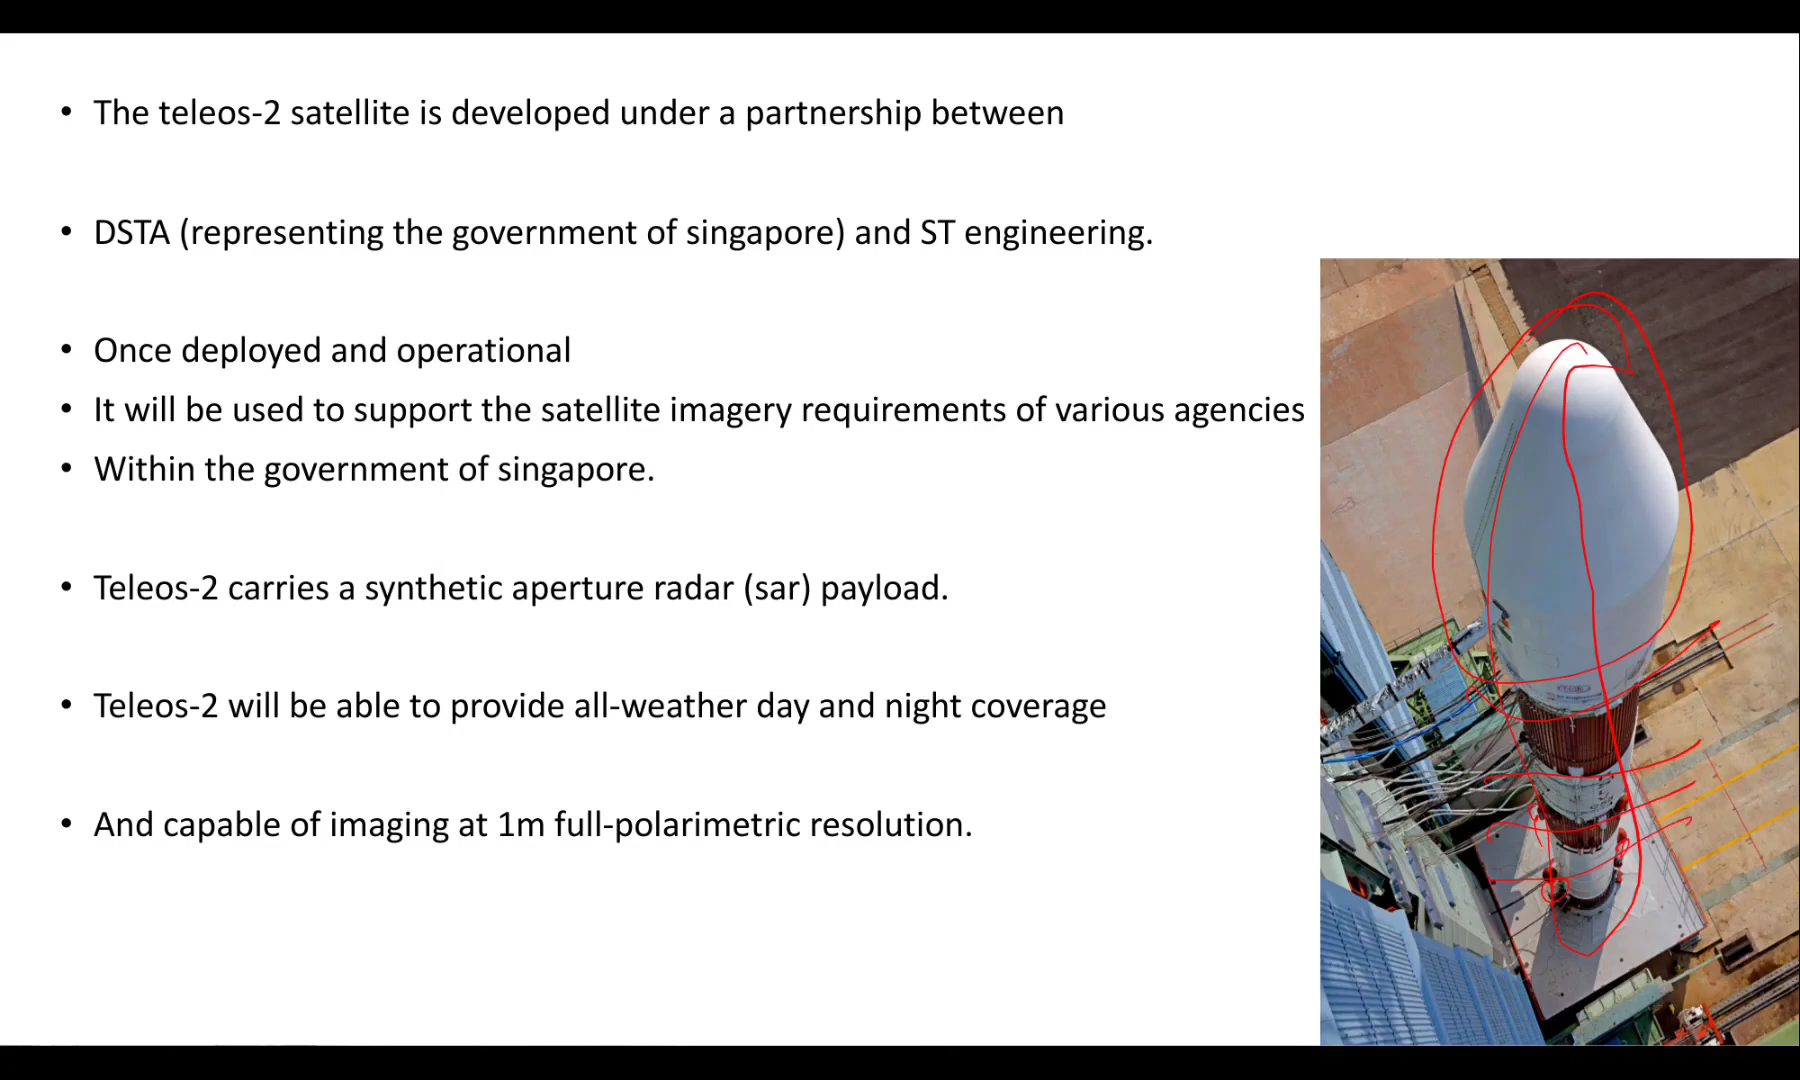 • The teleos-2 satellite is developed under a partnership between
• DSTA (representing the government of singapore) and ST engineering.
• Once deployed and operational
• It will be used to support the satellite imagery requirements of various agencies
• Within the government of singapore.
• Teleos-2 carries a synthetic aperture radar (sar) payload.
• Teleos-2 will be able to provide all-weather day and night coverage
• And capable of imaging at 1m full-polarimetric resolution.